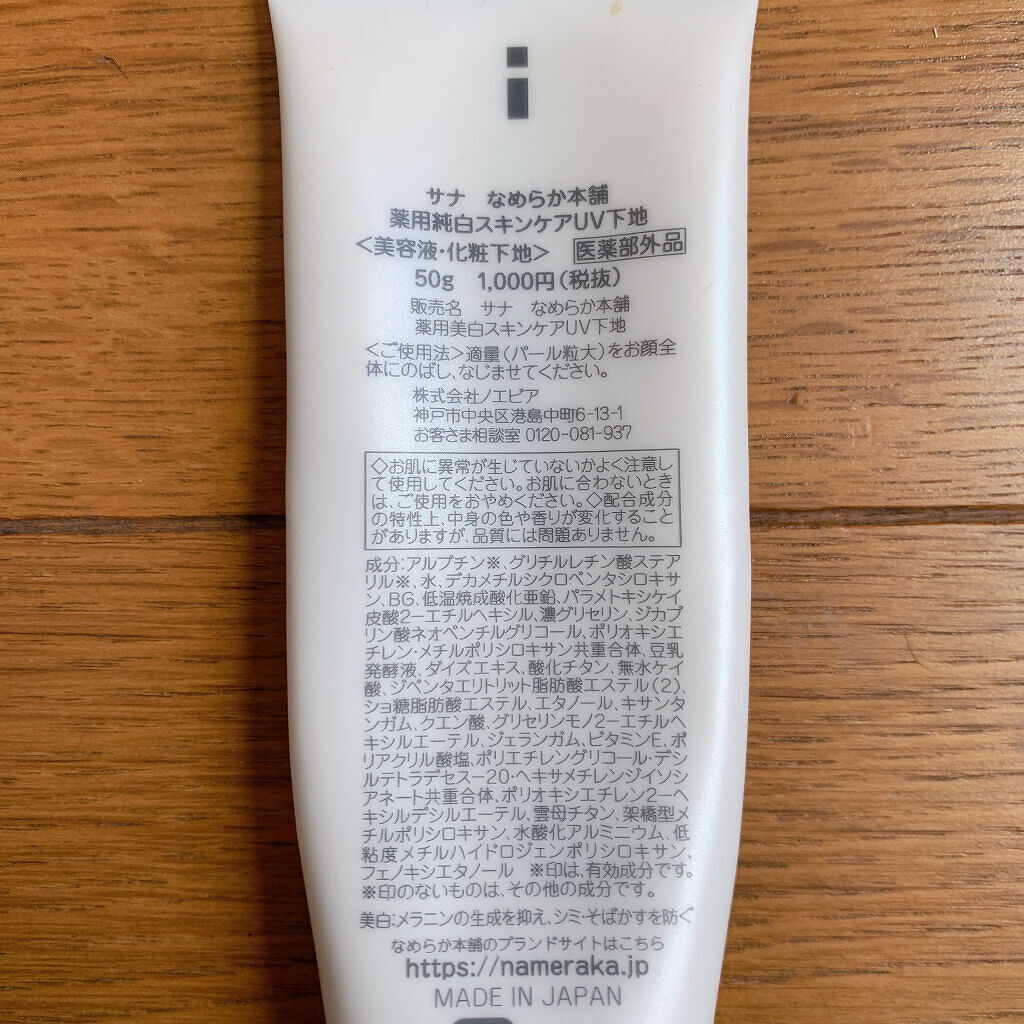 サナ なめらか本舗
薬用純白スキンケアUV下地
<美容液・化粧下地> 医薬部外品
50g 1,000円(税抜)
販売名 サナ なめらか本舗
薬用美白スキンケアUV下地
<ご使用法>適量(パール粒大)をお顔全
体にのばし、なじませてください。
株式会社ノエビア
神戸市中央区港島中町6-13-1
お客さま相談室 0120-081-937
◇お肌に異常が生じていないかよく注意し
て使用してください。お肌に合わないとき
は、ご使用をおやめください。◇配合成分
の特性上、中身の色や香りが変化すること
がありますが、品質には問題ありません。
成分:アルブチン※、グリチルレチン酸ステア
リル※、水、デカメチルシクロペンタシロキサ
ン、BG、低温焼成酸化亜鉛、パラメトキシケイ
皮酸2-エチルヘキシル、濃グリセリン、ジカプ
リン酸ネオペンチルグリコール、ポリオキシエ
チレン・メチルポリシロキサン共重合体、豆乳
発酵液、ダイズエキス、酸化チタン、無水ケイ
酸、ジペンタエリトリット脂肪酸エステル(2)、
ショ糖脂肪酸エステル、エタノール、キサンタ
ンガム、クエン酸、グリセリンモノ2-エチルヘ
キシルエーテル、ジェランガム、ビタミンE、ポ
リアクリル酸塩、ポリエチレングリコール・デシ
ルテトラデセス-20・ヘキサメチレンジイソシ
アネート共重合体、ポリオキシエチレン2-ヘ
キシルデシルエーテル、雲母チタン、架橋型メ
チルポリシロキサン、水酸化アルミニウム、低
粘度メチルハイドロジェンポリシロキサン、
フェノキシエタノール ※印は、有効成分です。
※印のないものは、その他の成分です。
美白:メラニンの生成を抑え、シミ・そばかすを防ぐ
なめらか本舗のブランドサイトはこちら
https://nameraka.jp
MADE IN JAPAN